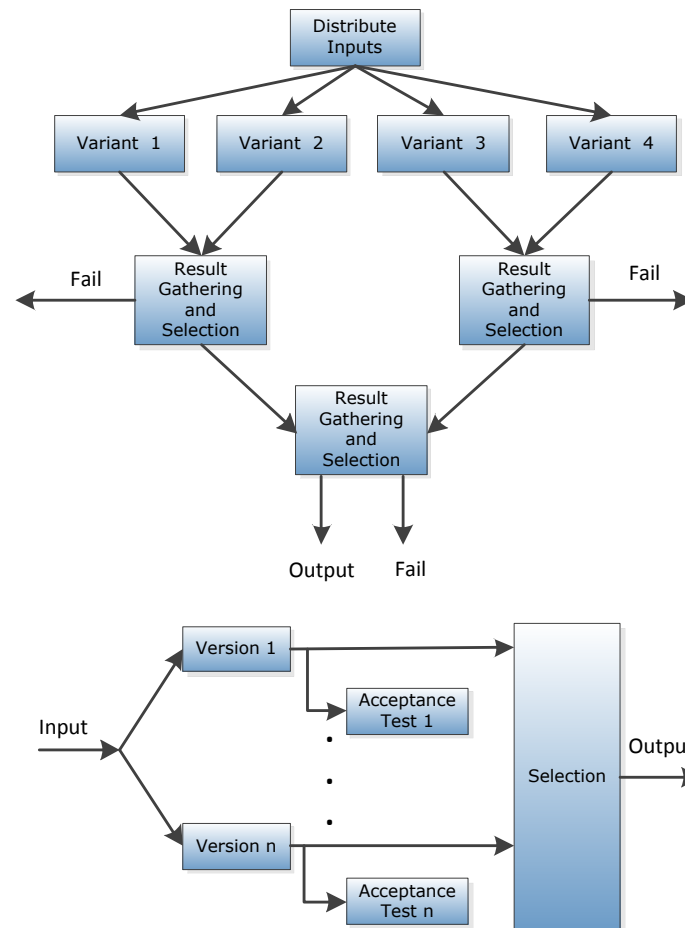 Distribute
Inputs
Variant 1
Variant 2
Variant 3
Variant 4
Fail
Result
Gathering
and
Selection
Result
Gathering
and
Selection
Fail
Result
Gathering
and
Selection
Output
Fail
Version 1
Acceptance
Test 1
Input
Selection
Outpu
Version n
Acceptance
Test n